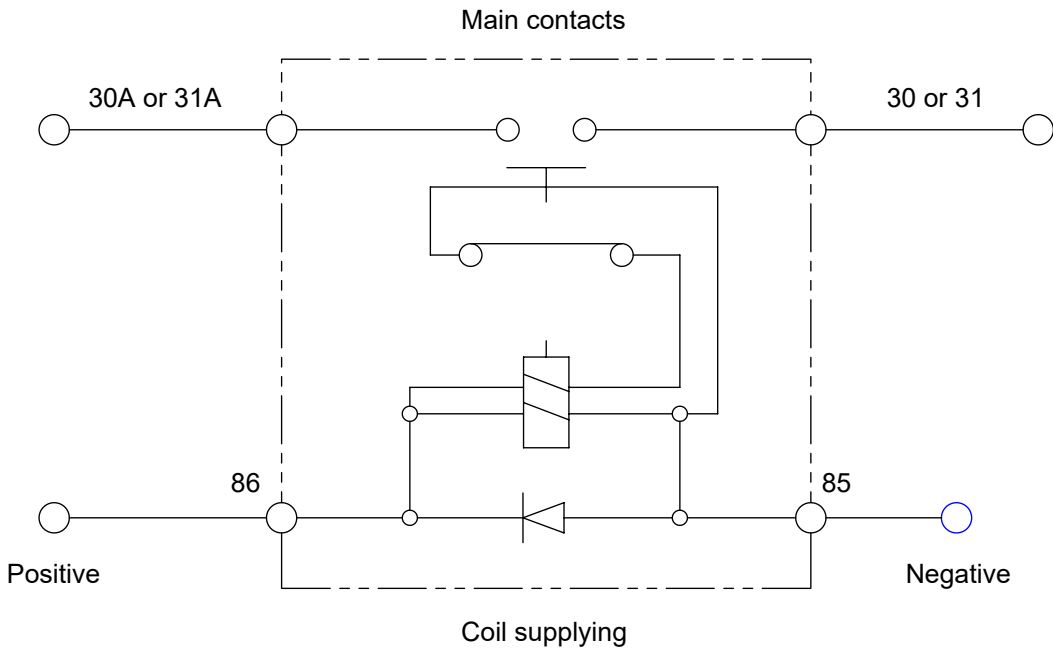 Main contacts
30A or 31A
30 or 31
86
85
Positive
Negative
Coil supplying